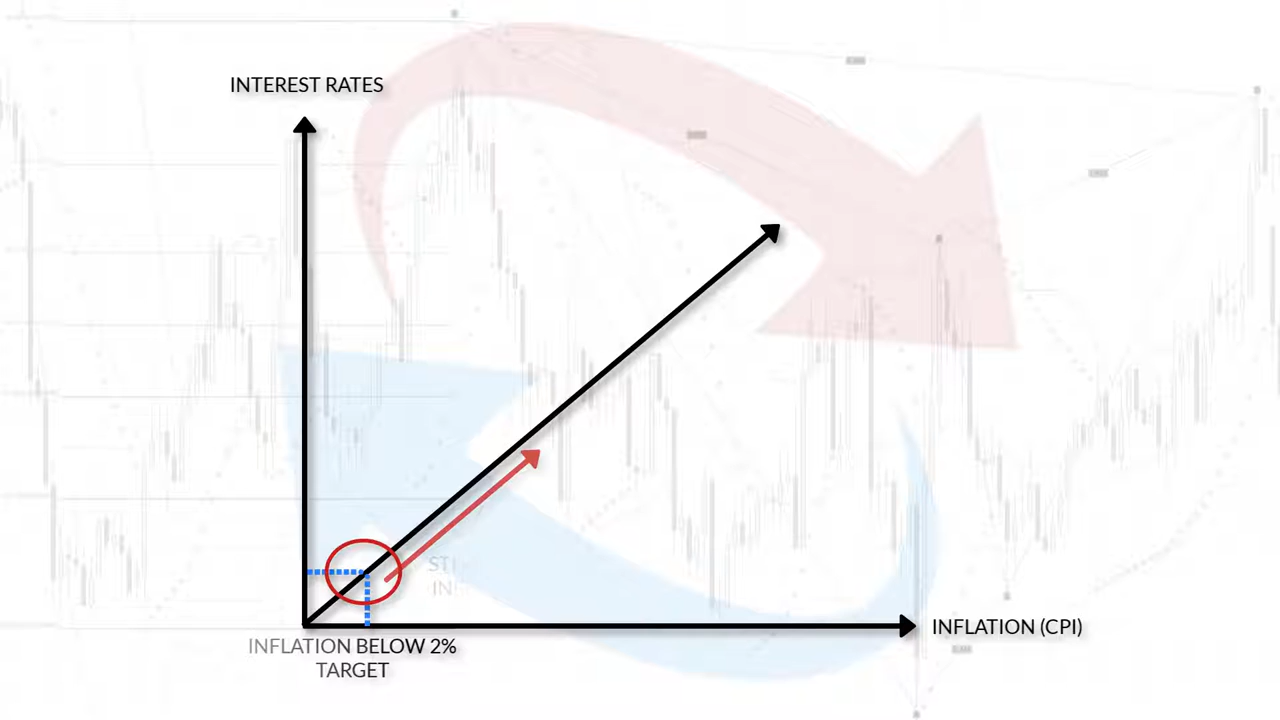 INTEREST RATES
INFLATION (CPI)
INFLATION BELOW 2%
TARGET